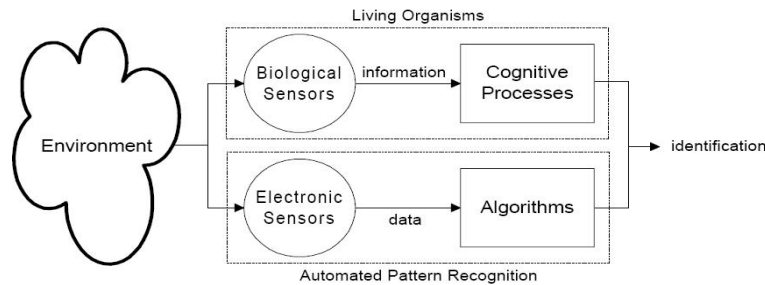 Living Organisms
Biological
Sensors
information
Cognitive
Processes
Environment
identification
Electronic
Sensors
data
Algorithms
Automated Pattern Recognition